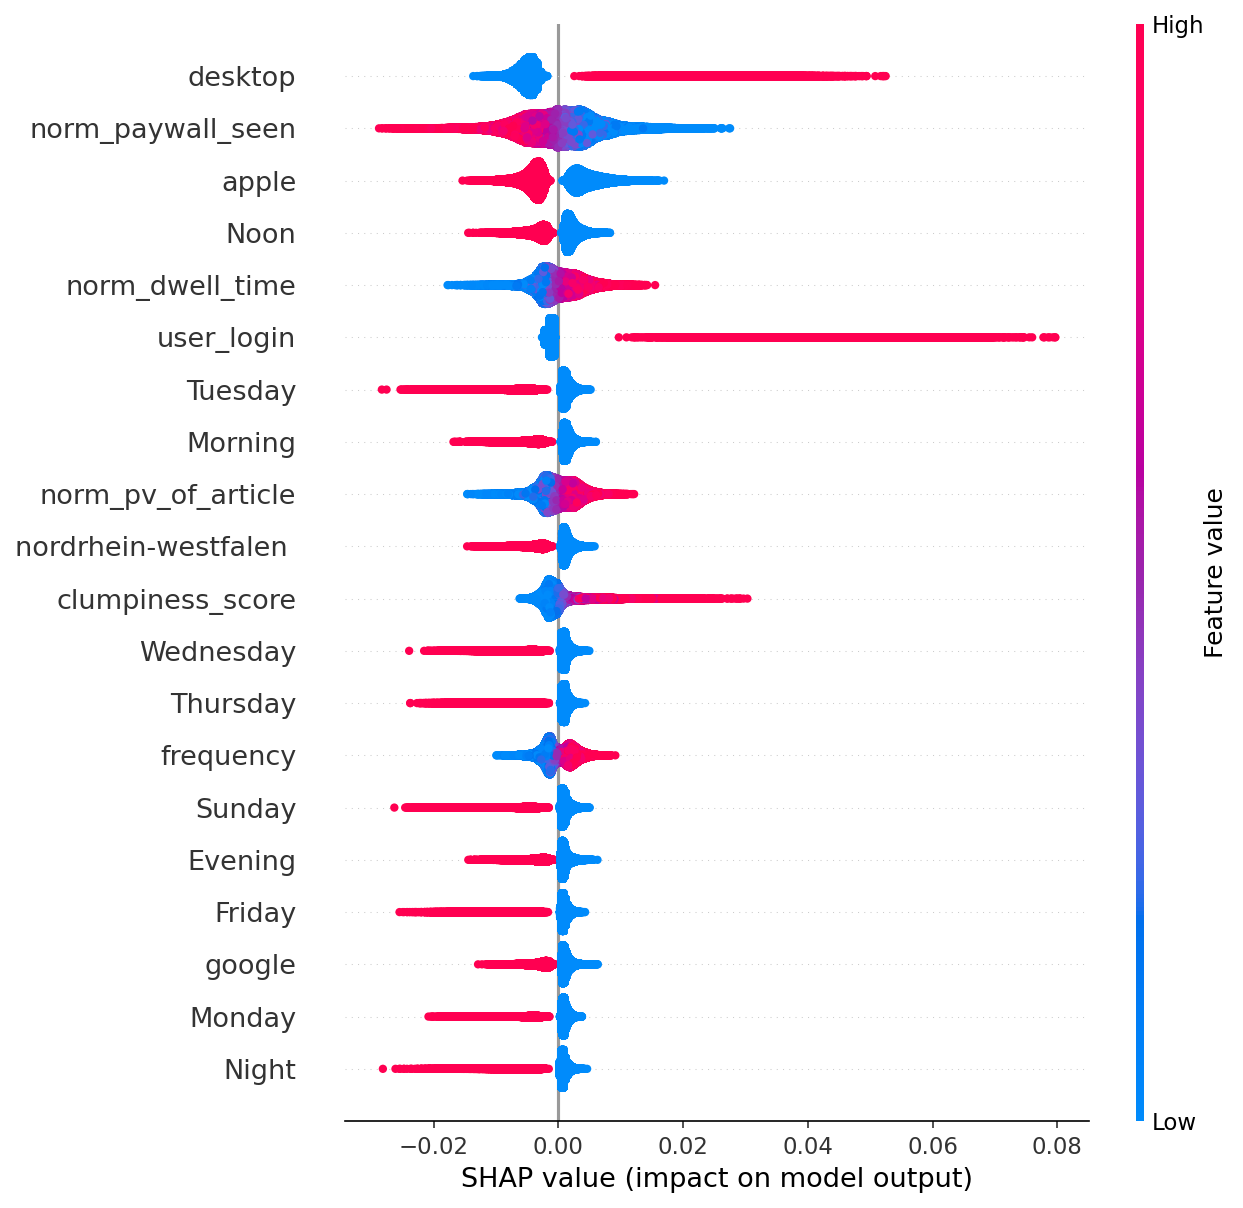 High
desktop
norm_paywall_seen
apple
Noon
norm_dwell_time
user_login
Tuesday
Morning
norm_pv_of_article
nordrhein-westfalen
clumpiness_score
Wednesday
Thursday
frequency
Sunday
Evening
Friday
google
Monday
Night
Feature value
Low
−0.02 0.00 0.02 0.04 0.06 0.08
SHAP value (impact on model output)